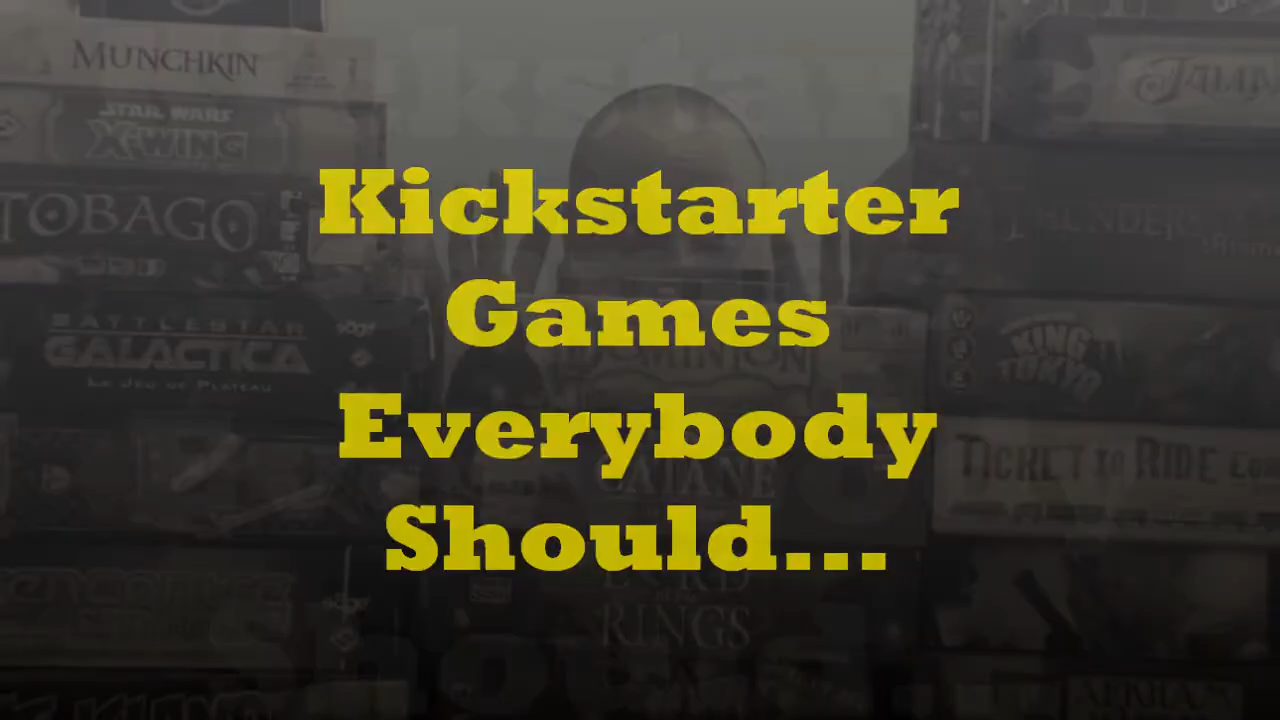 MUNCHKIN
STAR WARS
X-WING
TOBAGO
BATTLESTAR
GALACTICA
LE JEU DE PLATEAU
Kickstarter
Games
Everybody
Should...
DOMINION
CATANE
LORD
RINGS
KING
TOKYO
TICKET TO RIDE